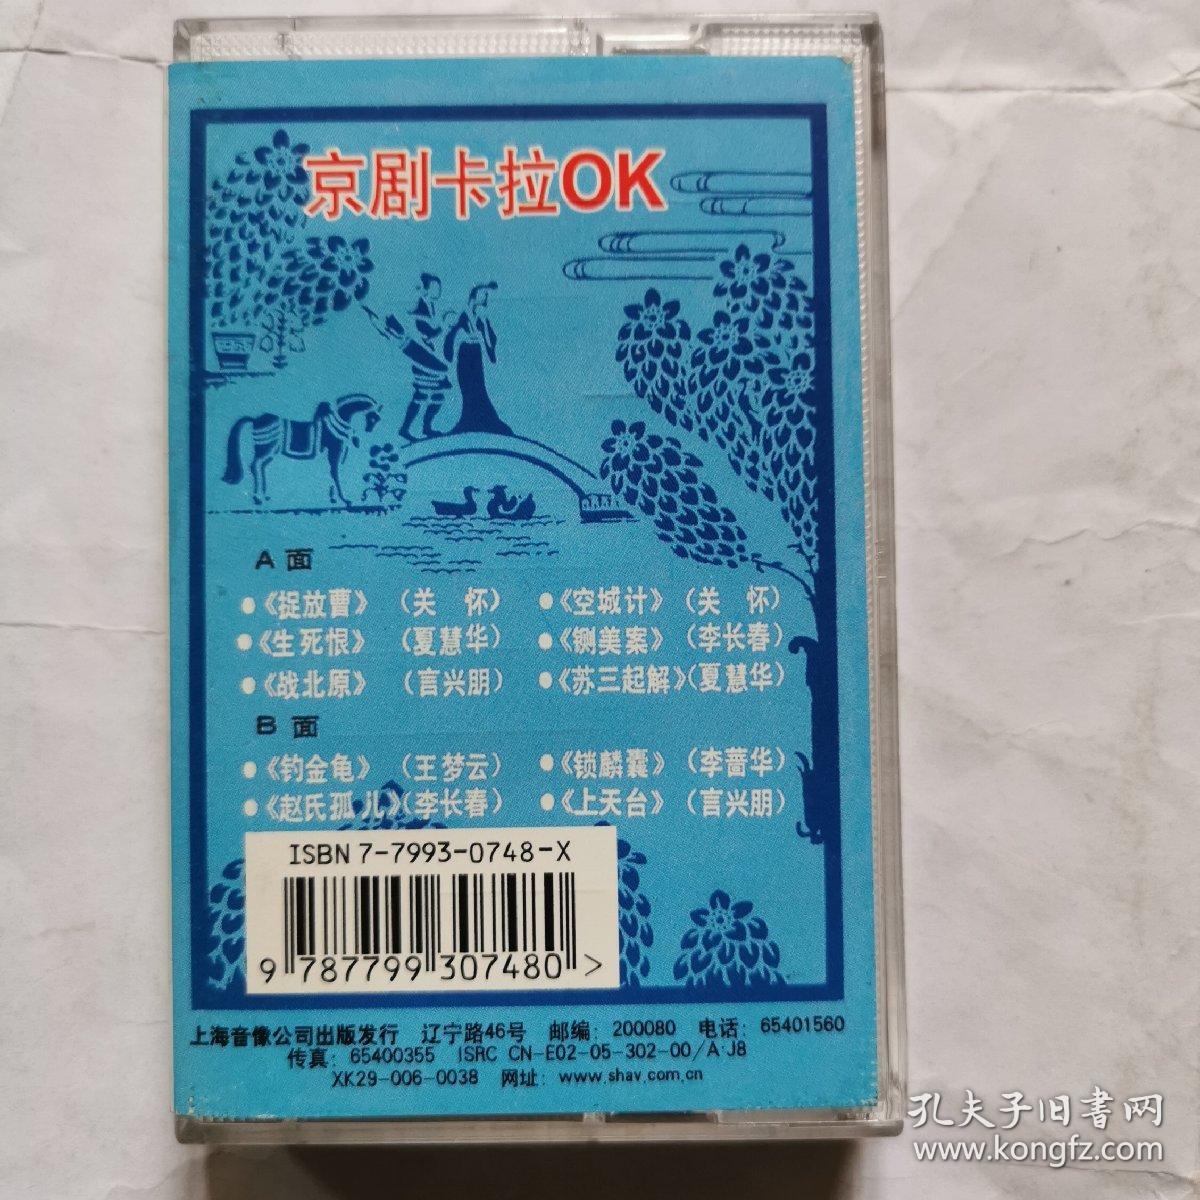 京剧卡拉OK
A 面
●《捉放曹》（关 怀） ●《空城计》（关 怀）
●《生死恨》（夏慧华） ●《铡美案》（李长春）
●《战北原》（言兴朋） ●《苏三起解》（夏慧华）
B 面
●《钓金龟》（王梦云） ●《锁麟囊》（李蔷华）
●《赵氏孤儿》（李长春） ●《上天台》（言兴朋）
ISBN 7-7993-0748-X
9 787799 307480 >
上海音像公司出版发行 辽宁路46号 邮编：200080 电话：65401560
传真：65400355 ISRC CN-E02-05-302-00/A·J8
XK29-006-0038 网址：www.shav.com.cn
孔夫子旧书网
www.kongfz.com